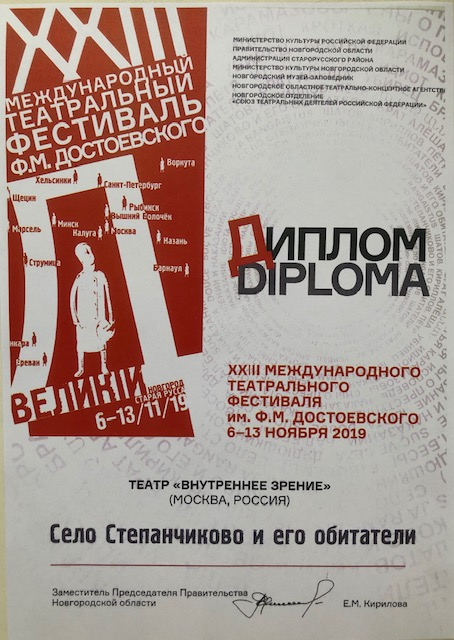 XXIII
МЕЖДУНАРОДНЫЙ
ТЕАТРАЛЬНЫЙ
ФЕСТИВАЛЬ
Ф.М. ДОСТОЕВСКОГО
Воркута
Хельсинки
Санкт-Петербург
Щецин
Рыбинск
Вышний Волочёк
Марсель
Минск
Калуга
Москва
Казань
Струмица
Барнаул
Ереван
ВЕЛИКIЙ
НОВГОРОД
СТАРАЯ РУССА
6–13/11/19
МИНИСТЕРСТВО КУЛЬТУРЫ РОССИЙСКОЙ ФЕДЕРАЦИИ
ПРАВИТЕЛЬСТВО НОВГОРОДСКОЙ ОБЛАСТИ
АДМИНИСТРАЦИЯ СТАРОРУССКОГО РАЙОНА
МИНИСТЕРСТВО КУЛЬТУРЫ НОВГОРОДСКОЙ ОБЛАСТИ
НОВГОРОДСКИЙ МУЗЕЙ-ЗАПОВЕДНИК
НОВГОРОДСКОЕ ОБЛАСТНОЕ ТЕАТРАЛЬНО-КОНЦЕРТНОЕ АГЕНТСТВО
НОВГОРОДСКОЕ ОТДЕЛЕНИЕ
«СОЮЗ ТЕАТРАЛЬНЫХ ДЕЯТЕЛЕЙ РОССИЙСКОЙ ФЕДЕРАЦИИ»
ДИПЛОМ
DIPLOMA
XXIII МЕЖДУНАРОДНОГО
ТЕАТРАЛЬНОГО
ФЕСТИВАЛЯ
ИМ. Ф.М. ДОСТОЕВСКОГО
6–13 НОЯБРЯ 2019
ТЕАТР «ВНУТРЕННЕЕ ЗРЕНИЕ»
(МОСКВА, РОССИЯ)
Село Степанчиково и его обитатели
Заместитель Председателя Правительства
Новгородской области
Е.М. Кирилова